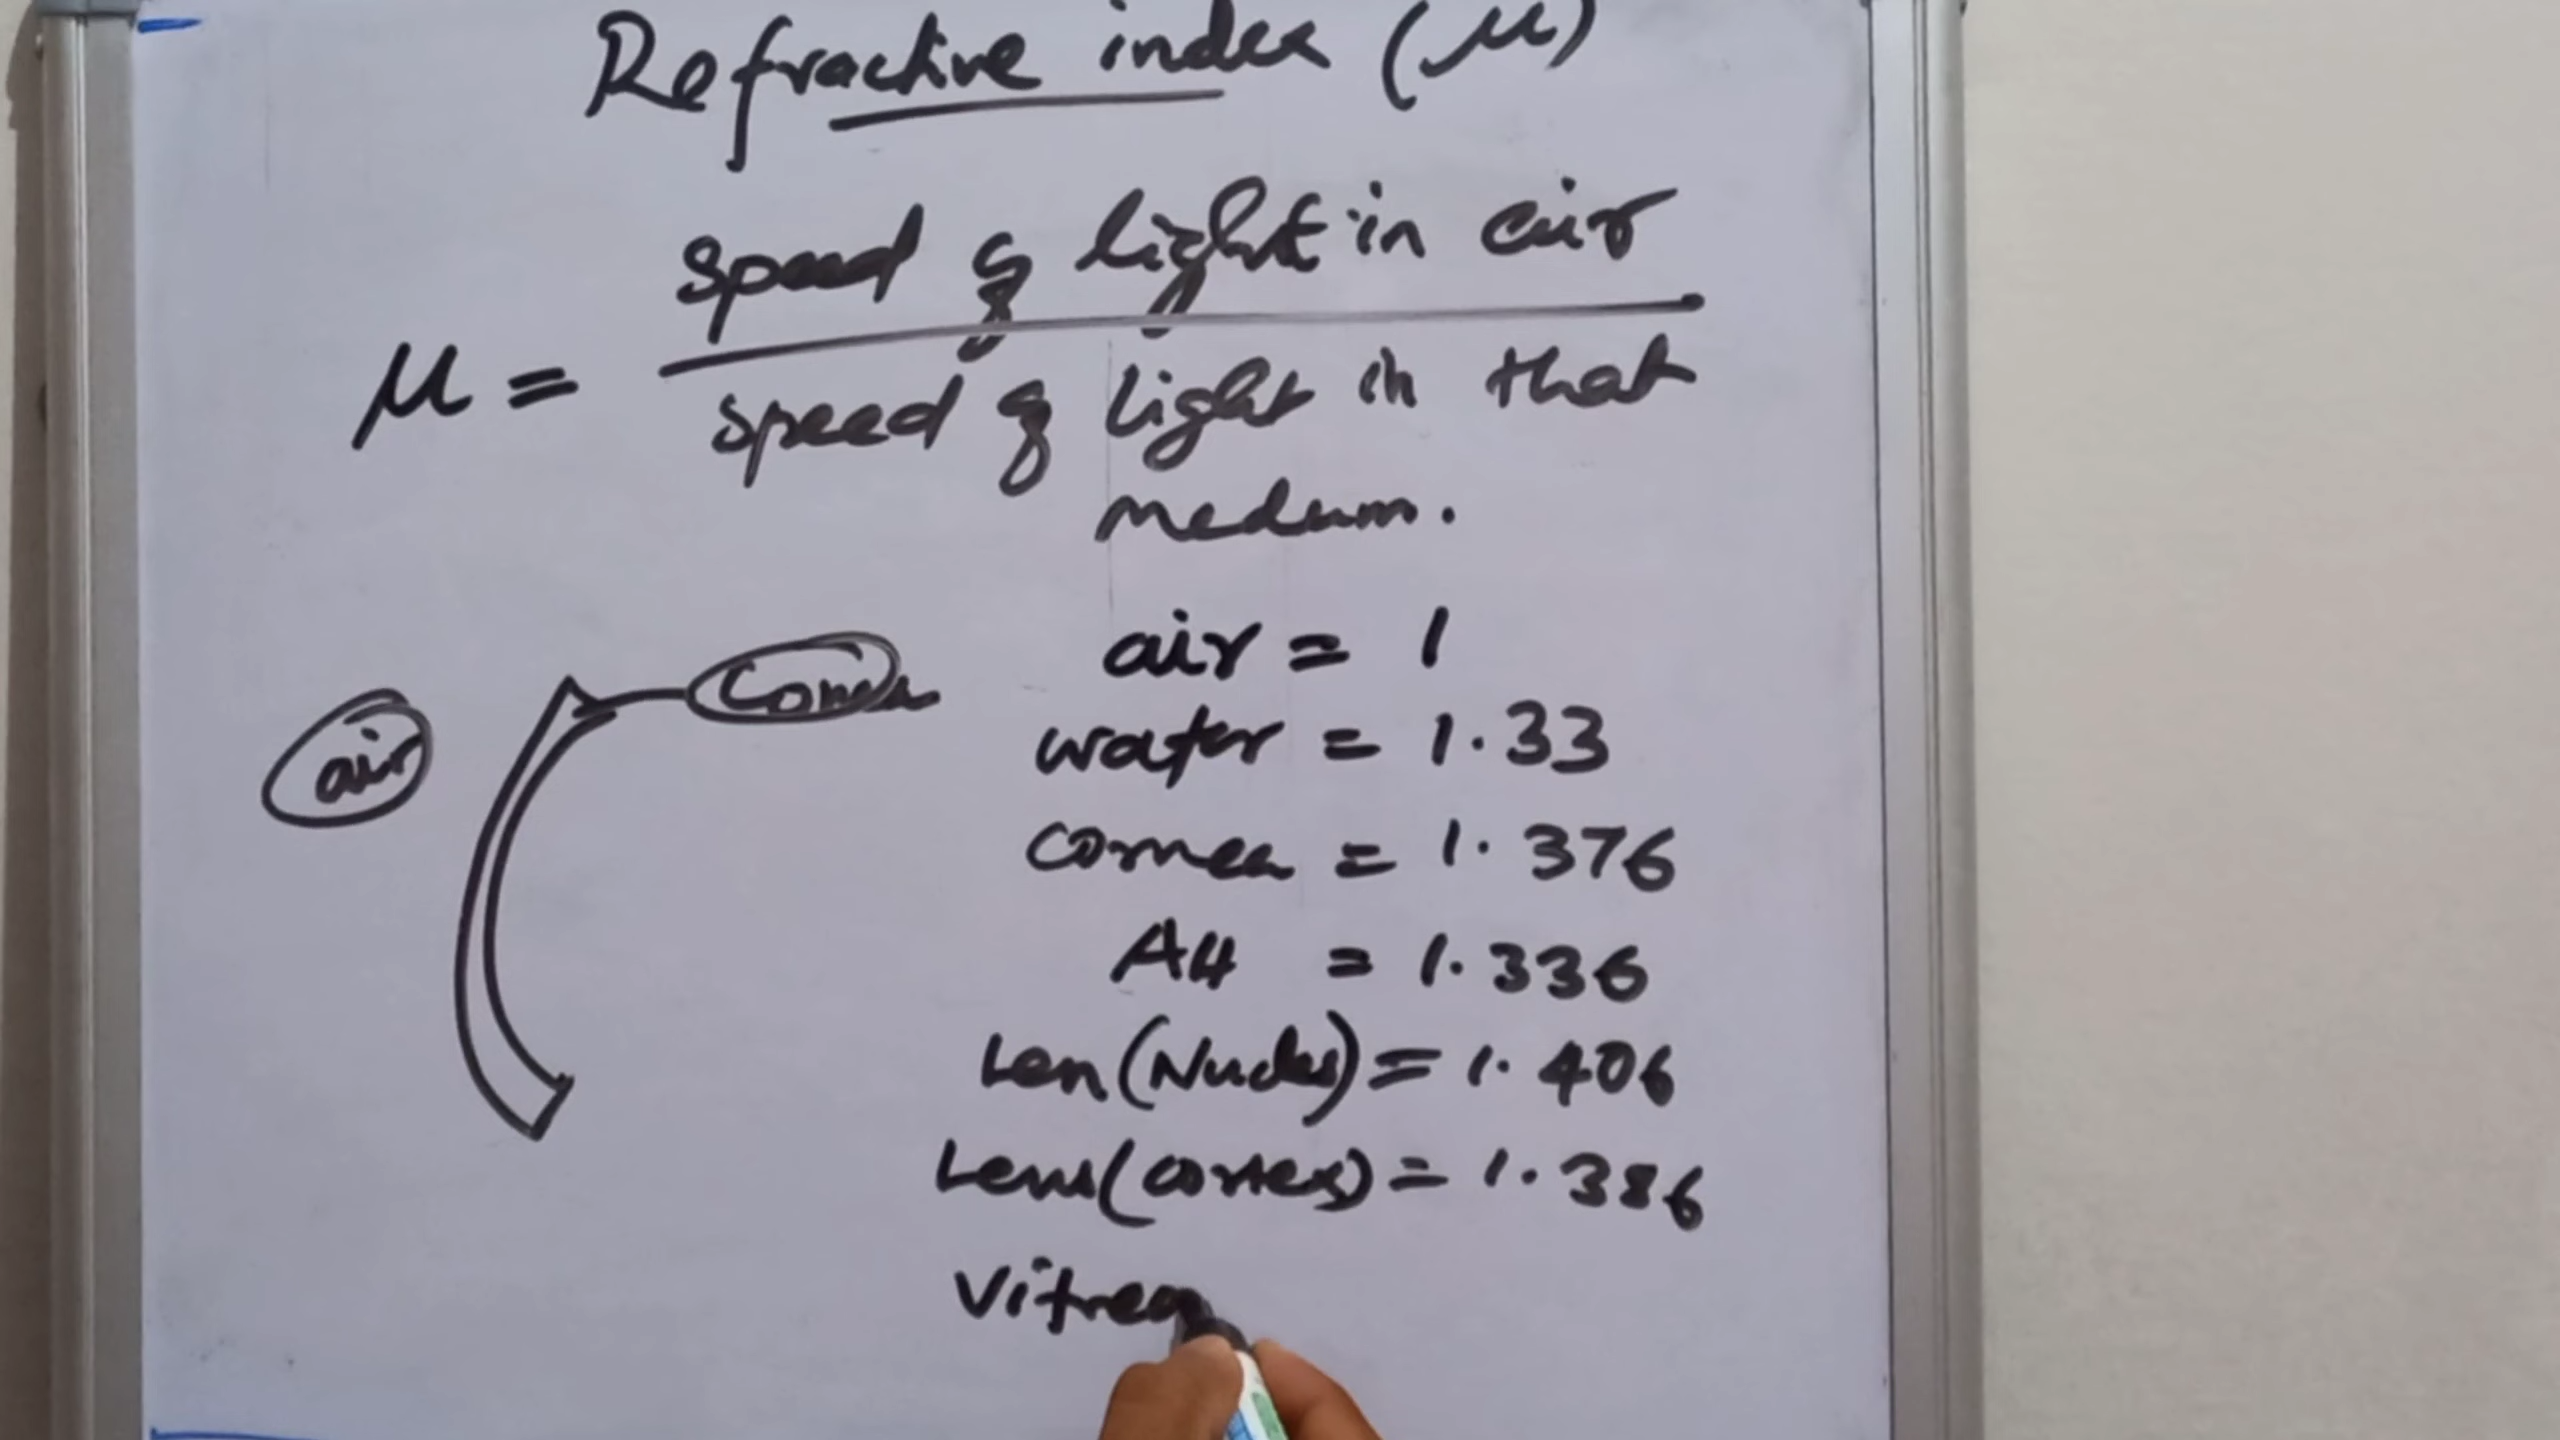 Refractive index (μ)
μ = speed of light in air
speed of light in that
medium.
air = 1
air
Cornea
water = 1.33
cornea = 1.376
AH = 1.336
Len (Nucleus) = 1.406
Lens (cortex) = 1.386
Vitreo